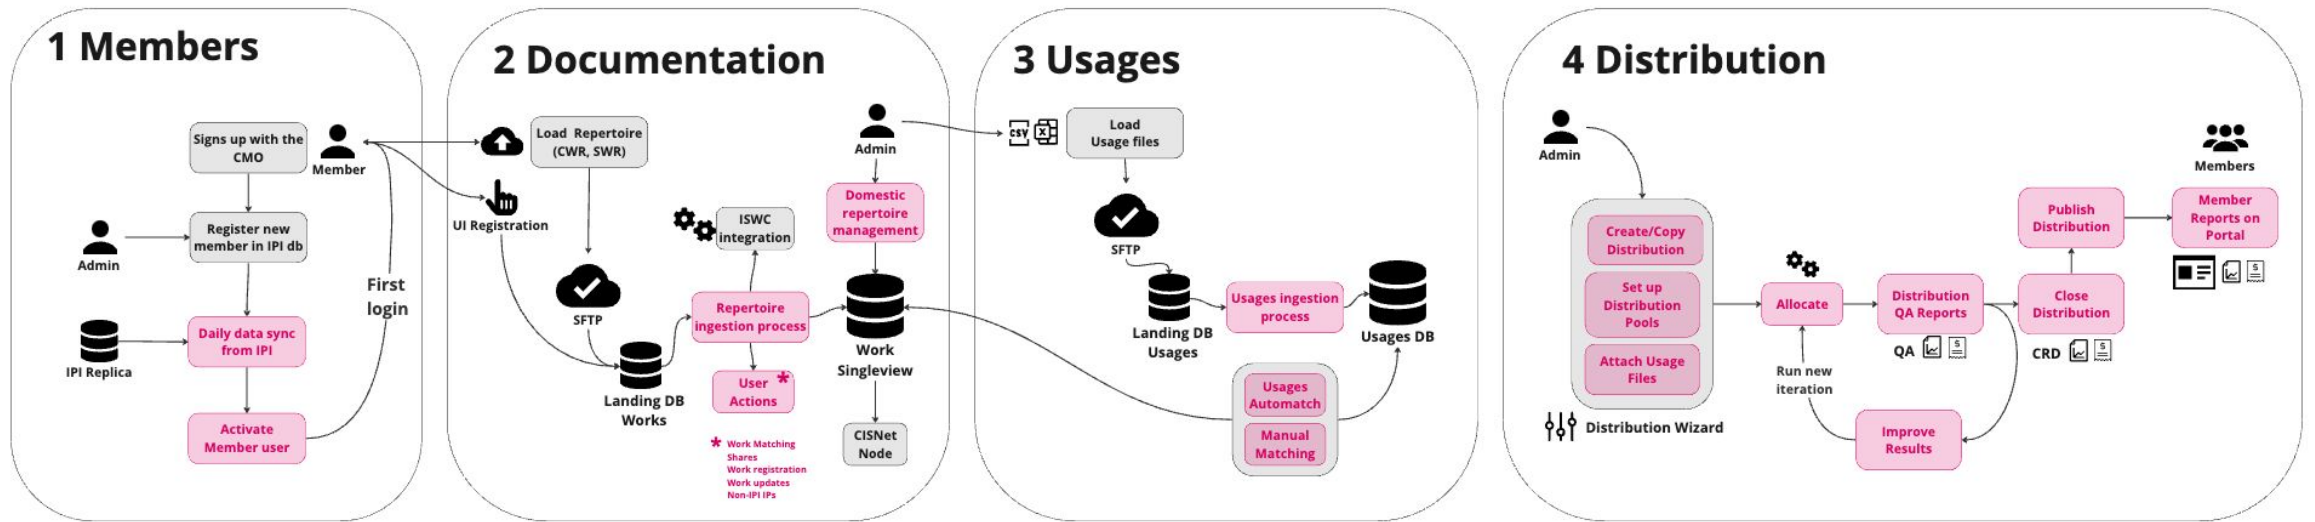 1 Members
Signs up with the
CMO
Member
Register new
member in IPI db
Admin
First
login
Daily data sync
from IPI
IPI Replica
Activate
Member user
2 Documentation
Load Repertoire
(CWR, SWR)
UI Registration
SFTP
Landing DB
Works
ISWC
integration
Repertoire
ingestion process
User *
Actions
* Work Matching
Shares
Work registration
Work updates
Non-IPI IPs
Admin
Domestic
repertoire
management
Work
Singleview
CISNet
Node
3 Usages
CSV
X
Load
Usage files
SFTP
Landing DB
Usages
Usages ingestion
process
Usages DB
Usages
Automatch
Manual
Matching
4 Distribution
Admin
Create/Copy
Distribution
Set up
Distribution
Pools
Attach Usage
Files
Distribution Wizard
Allocate
Run new
iteration
Distribution
QA Reports
QA
$
Improve
Results
Publish
Distribution
Close
Distribution
CRD
$
Members
Member
Reports on
Portal
$